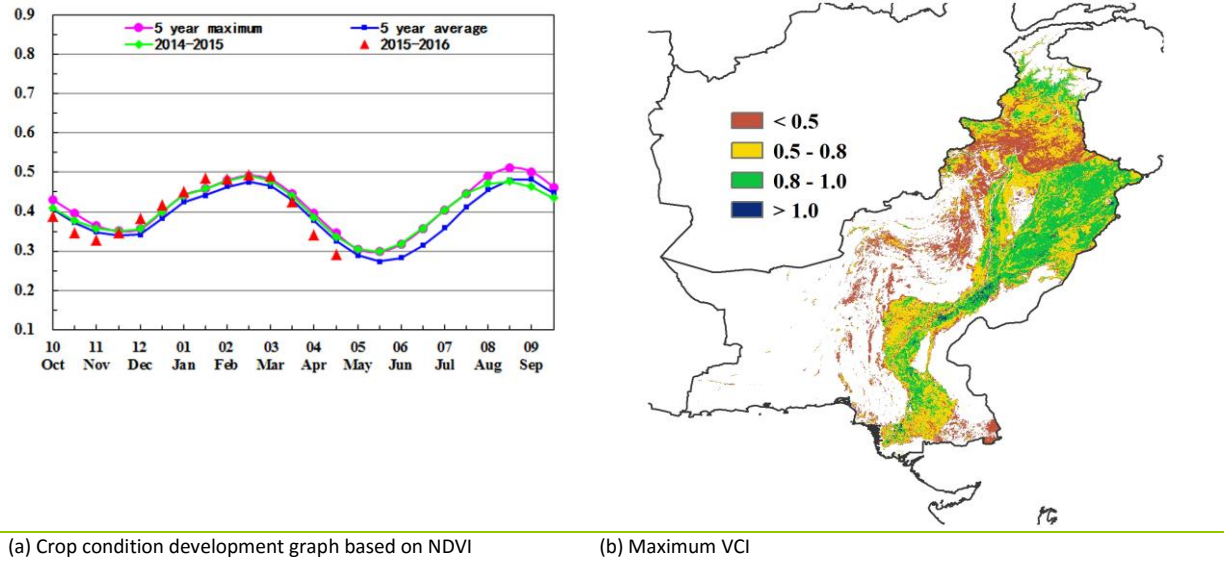 0.9
0.8
0.7
0.6
0.5
0.4
0.3
0.2
0.1
5 year maximum
5 year average
2014-2015
2015-2016
10 11 12 01 02 03 04 05 06 07 08 09
Oct Nov Dec Jan Feb Mar Apr May Jun Jul Aug Sep
< 0.5
0.5 - 0.8
0.8 - 1.0
> 1.0
(a) Crop condition development graph based on NDVI
(b) Maximum VCI